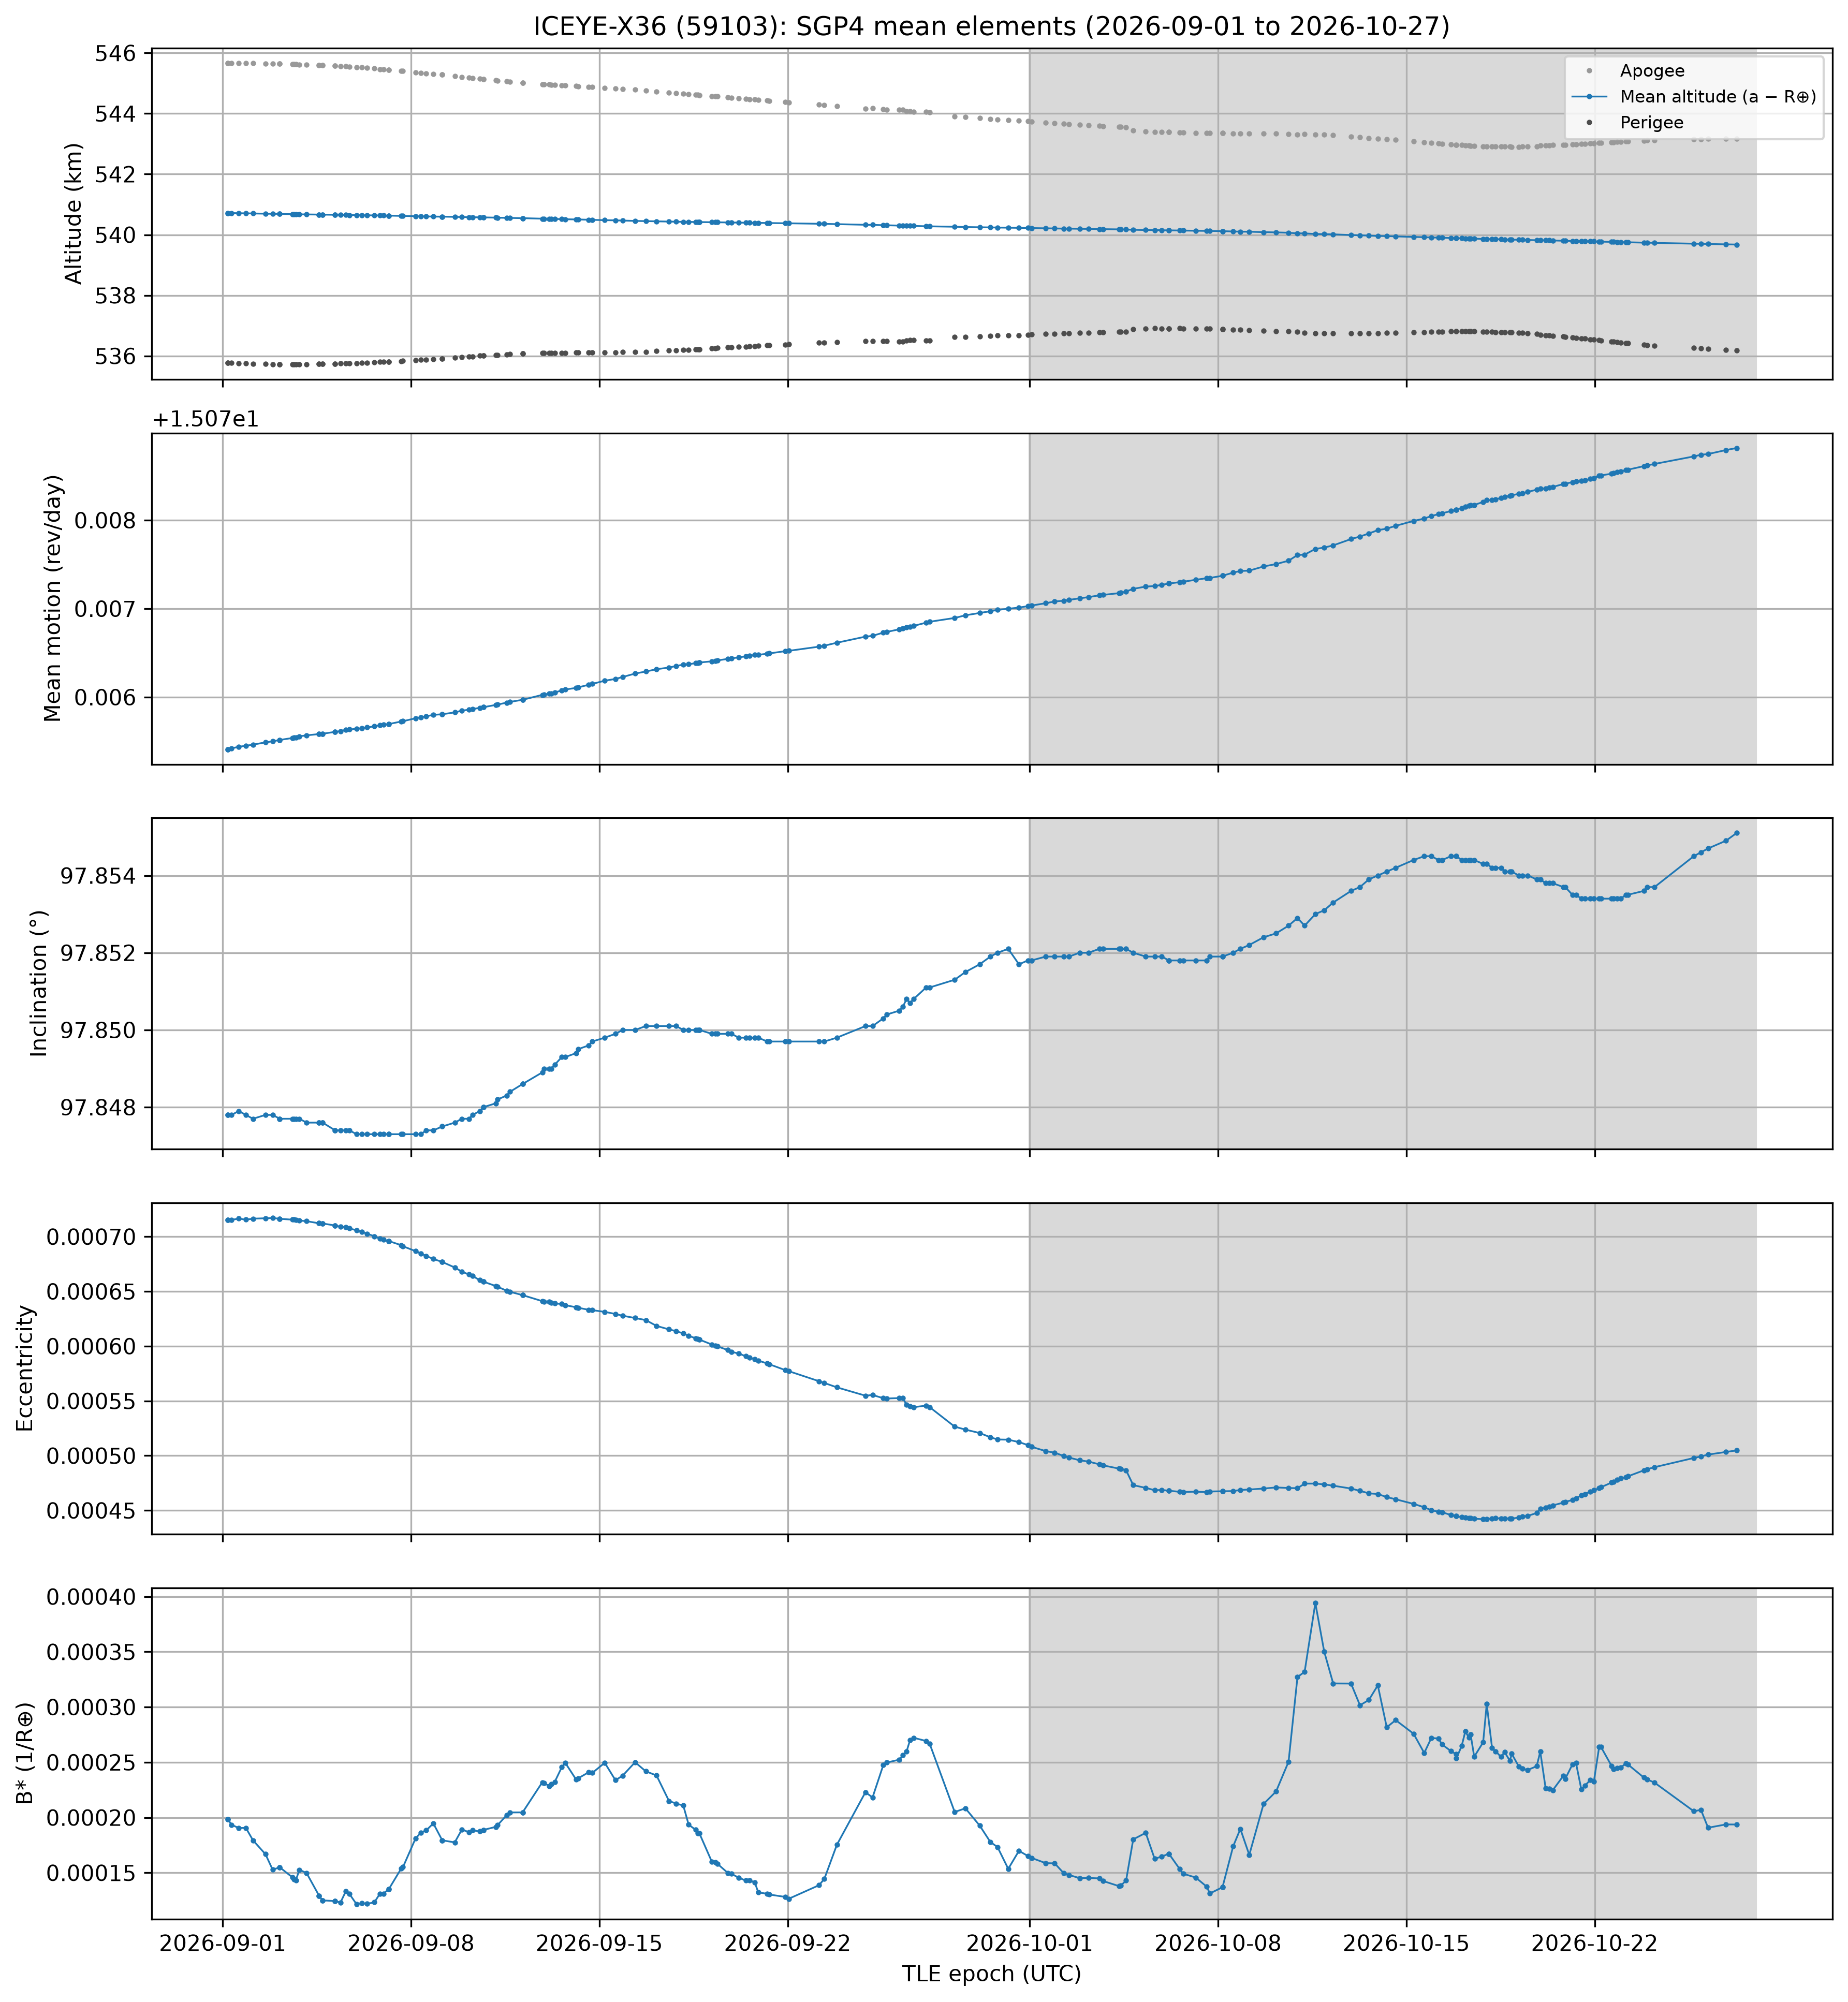 ICEYE-X36 (59103): SGP4 mean elements (2026-09-01 to 2026-10-27)
546
544
542
540
538
536
Altitude (km)
Apogee
Mean altitude (a − R⊕)
Perigee
+1.507e1
0.008
0.007
0.006
Mean motion (rev/day)
97.854
97.852
97.850
97.848
Inclination (°)
0.00070
0.00065
0.00060
0.00055
0.00050
0.00045
Eccentricity
0.00040
0.00035
0.00030
0.00025
0.00020
0.00015
B* (1/R⊕)
2026-09-01 2026-09-08 2026-09-15 2026-09-22 2026-10-01 2026-10-08 2026-10-15 2026-10-22
TLE epoch (UTC)